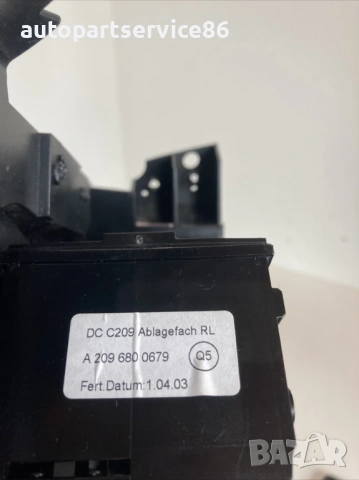 autopartservice86
DC C209 Ablagefach RL
A 209 680 0679 Q5
Fert.Datum:1.04.03
BAZAR